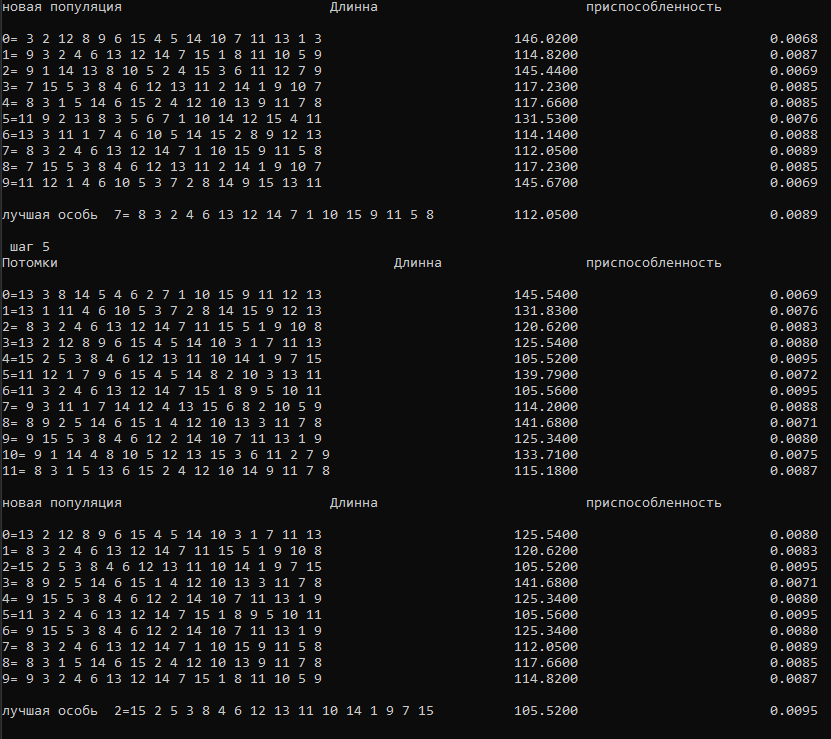 новая популяция Длинна приспособленность
0= 3 2 12 8 9 6 15 4 5 14 10 7 11 13 1 3 146.0200 0.0068
1= 9 3 2 4 6 13 12 14 7 15 1 8 11 10 5 9 114.8200 0.0087
2= 9 1 14 13 8 10 5 2 4 15 3 6 11 12 7 9 145.4400 0.0069
3= 7 15 5 3 8 4 6 12 13 11 2 14 1 9 10 7 117.2300 0.0085
4= 8 3 1 5 14 6 15 2 4 12 10 13 9 11 7 8 117.6600 0.0085
5=11 9 2 13 8 3 5 6 7 1 10 14 12 15 4 11 131.5300 0.0076
6=13 3 11 1 7 4 6 10 5 14 15 2 8 9 12 13 114.1400 0.0088
7= 8 3 2 4 6 13 12 14 7 1 10 15 9 11 5 8 112.0500 0.0089
8= 7 15 5 3 8 4 6 12 13 11 2 14 1 9 10 7 117.2300 0.0085
9=11 12 1 4 6 10 5 3 7 2 8 14 9 15 13 11 145.6700 0.0069
лучшая особь 7= 8 3 2 4 6 13 12 14 7 1 10 15 9 11 5 8 112.0500 0.0089
шаг 5
Потомки Длинна приспособленность
0=13 3 8 14 5 4 6 2 7 1 10 15 9 11 12 13 145.5400 0.0069
1=13 1 11 4 6 10 5 3 7 2 8 14 15 9 12 13 131.8300 0.0076
2= 8 3 2 4 6 13 12 14 7 11 15 5 1 9 10 8 120.6200 0.0083
3=13 2 12 8 9 6 15 4 5 14 10 3 1 7 11 13 125.5400 0.0080
4=15 2 5 3 8 4 6 12 13 11 10 14 1 9 7 15 105.5200 0.0095
5=11 12 1 7 9 6 15 4 5 14 8 2 10 3 13 11 139.7900 0.0072
6=11 3 2 4 6 13 12 14 7 15 1 8 9 5 10 11 105.5600 0.0095
7= 9 3 11 1 7 14 12 4 13 15 6 8 2 10 5 9 114.2000 0.0088
8= 8 9 2 5 14 6 15 1 4 12 10 13 3 11 7 8 141.6800 0.0071
9= 9 15 5 3 8 4 6 12 2 14 10 7 11 13 1 9 125.3400 0.0080
10= 9 1 14 4 8 10 5 12 13 15 3 6 11 2 7 9 133.7100 0.0075
11= 8 3 1 5 13 6 15 2 4 12 10 14 9 11 7 8 115.1800 0.0087
новая популяция Длинна приспособленность
0=13 2 12 8 9 6 15 4 5 14 10 3 1 7 11 13 125.5400 0.0080
1= 8 3 2 4 6 13 12 14 7 11 15 5 1 9 10 8 120.6200 0.0083
2=15 2 5 3 8 4 6 12 13 11 10 14 1 9 7 15 105.5200 0.0095
3= 8 9 2 5 14 6 15 1 4 12 10 13 3 11 7 8 141.6800 0.0071
4= 9 15 5 3 8 4 6 12 2 14 10 7 11 13 1 9 125.3400 0.0080
5=11 3 2 4 6 13 12 14 7 15 1 8 9 5 10 11 105.5600 0.0095
6= 9 15 5 3 8 4 6 12 2 14 10 7 11 13 1 9 125.3400 0.0080
7= 8 3 2 4 6 13 12 14 7 1 10 15 9 11 5 8 112.0500 0.0089
8= 8 3 1 5 14 6 15 2 4 12 10 13 9 11 7 8 117.6600 0.0085
9= 9 3 2 4 6 13 12 14 7 15 1 8 11 10 5 9 114.8200 0.0087
лучшая особь 2=15 2 5 3 8 4 6 12 13 11 10 14 1 9 7 15 105.5200 0.0095